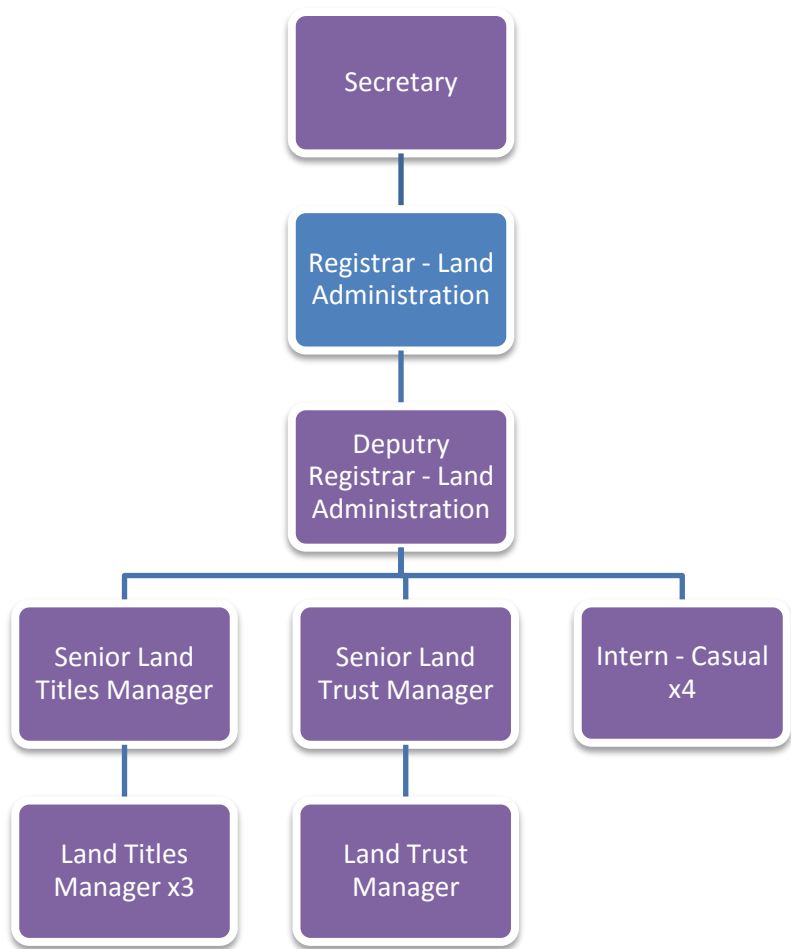 Secretary
Registrar - Land
Administration
Deputry
Registrar - Land
Administration
Senior Land
Titles Manager
Senior Land
Trust Manager
Intern - Casual
x4
Land Titles
Manager x3
Land Trust
Manager